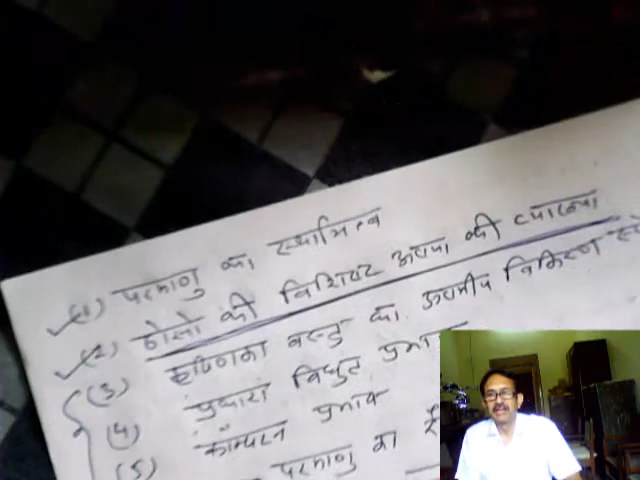 (1) परमाणु का स्थायित्व
(2) ठोसो की विशिष्ट ऊष्मा की व्याख्या
(3) कृष्णिका वस्तु का ऊष्मीय विकिरण
(4) प्रकाश विधुत प्रभाव
(5) काम्पटन प्रभाव
परमाणु का